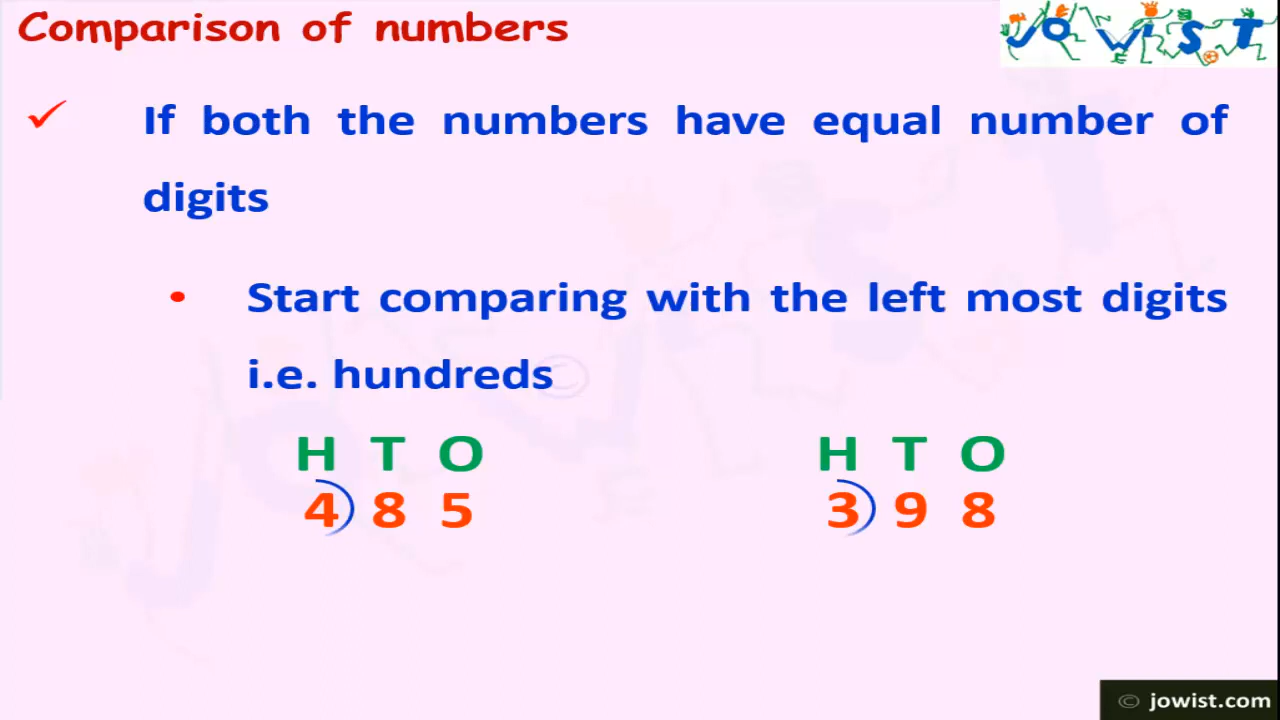 Comparison of numbers
JOWIST
✓ If both the numbers have equal number of
digits
• Start comparing with the left most digits
i.e. hundreds
H T O H T O
4 8 5 3 9 8
©
© jowist.com